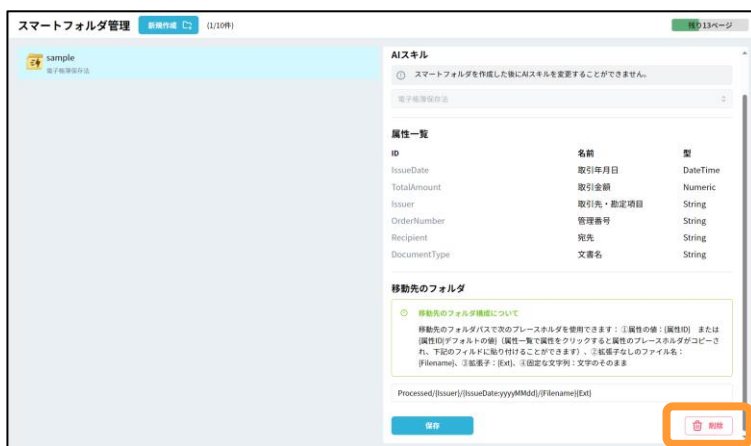 スマートフォルダ管理 新規作成 (1/10件) 残り13ページ
sample
電子帳簿保存法
AIスキル
スマートフォルダを作成した後にAIスキルを変更することができません。
電子帳簿保存法
属性一覧
ID 名前 型
IssueDate 取引年月日 DateTime
TotalAmount 取引金額 Numeric
Issuer 取引先・勘定項目 String
OrderNumber 管理番号 String
Recipient 宛先 String
DocumentType 文書名 String
移動先のフォルダ
移動先のフォルダ構成について
移動先のフォルダパスで次のプレースホルダを使用できます：①属性の値：{属性ID} または
{属性ID|デフォルトの値}（属性一覧で属性をクリックすると属性のプレースホルダがコピーさ
れ、下記のフィルドに貼り付けることができます）、②拡張子なしのファイル名：
{Filename}、③拡張子：{Ext}、④固定な文字列：文字のそのまま
Processed/{Issuer}/{IssueDate:yyyyMMdd}/{Filename}{Ext}
保存 削除